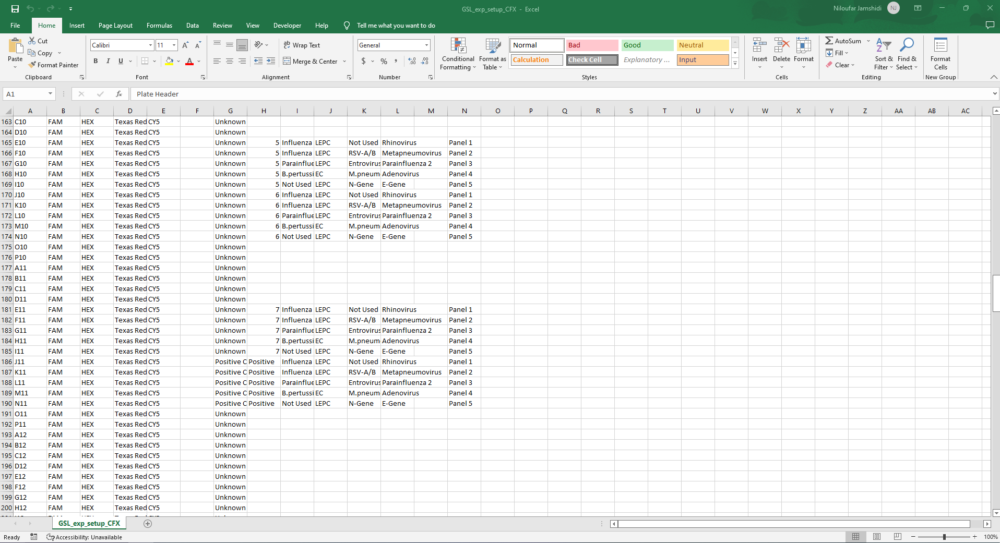 GSL_exp_setup_CFX - Excel
Niloufar Jamshidi NJ
File Home Insert Page Layout Formulas Data Review View Developer Help Tell me what you want to do
Cut Calibri 11 Wrap Text General Normal Bad Good Neutral AutoSum
Copy Fill
Paste Format Painter Merge & Center Conditional Formatting Format as Table Calculation Check Cell Explanatory ... Input Insert Delete Format Clear Sort & Filter Find & Select Format Cells
Clipboard Font Alignment Number Styles Cells Editing New Group
A1 fx Plate Header
A B C D E F G H I J K L M N O P Q R S T U V W X Y Z AA AB AC
163 C10 FAM HEX Texas Red CY5 Unknown
164 D10 FAM HEX Texas Red CY5 Unknown
165 E10 FAM HEX Texas Red CY5 Unknown 5 Influenza LEPC Not Used Rhinovirus Panel 1
166 F10 FAM HEX Texas Red CY5 Unknown 5 Influenza LEPC RSV-A/B Metapneumovirus Panel 2
167 G10 FAM HEX Texas Red CY5 Unknown 5 Parainflue LEPC Entrovirus Parainfluenza 2 Panel 3
168 H10 FAM HEX Texas Red CY5 Unknown 5 B.pertussi EC M.pneum Adenovirus Panel 4
169 I10 FAM HEX Texas Red CY5 Unknown 5 Not Used LEPC N-Gene E-Gene Panel 5
170 J10 FAM HEX Texas Red CY5 Unknown 6 Influenza LEPC Not Used Rhinovirus Panel 1
171 K10 FAM HEX Texas Red CY5 Unknown 6 Influenza LEPC RSV-A/B Metapneumovirus Panel 2
172 L10 FAM HEX Texas Red CY5 Unknown 6 Parainflue LEPC Entrovirus Parainfluenza 2 Panel 3
173 M10 FAM HEX Texas Red CY5 Unknown 6 B.pertussi EC M.pneum Adenovirus Panel 4
174 N10 FAM HEX Texas Red CY5 Unknown 6 Not Used LEPC N-Gene E-Gene Panel 5
175 O10 FAM HEX Texas Red CY5 Unknown
176 P10 FAM HEX Texas Red CY5 Unknown
177 A11 FAM HEX Texas Red CY5 Unknown
178 B11 FAM HEX Texas Red CY5 Unknown
179 C11 FAM HEX Texas Red CY5 Unknown
180 D11 FAM HEX Texas Red CY5 Unknown
181 E11 FAM HEX Texas Red CY5 Unknown 7 Influenza LEPC Not Used Rhinovirus Panel 1
182 F11 FAM HEX Texas Red CY5 Unknown 7 Influenza LEPC RSV-A/B Metapneumovirus Panel 2
183 G11 FAM HEX Texas Red CY5 Unknown 7 Parainflue LEPC Entrovirus Parainfluenza 2 Panel 3
184 H11 FAM HEX Texas Red CY5 Unknown 7 B.pertussi EC M.pneum Adenovirus Panel 4
185 I11 FAM HEX Texas Red CY5 Unknown 7 Not Used LEPC N-Gene E-Gene Panel 5
186 J11 FAM HEX Texas Red CY5 Positive C Positive Influenza LEPC Not Used Rhinovirus Panel 1
187 K11 FAM HEX Texas Red CY5 Positive C Positive Influenza LEPC RSV-A/B Metapneumovirus Panel 2
188 L11 FAM HEX Texas Red CY5 Positive C Positive Parainflue LEPC Entrovirus Parainfluenza 2 Panel 3
189 M11 FAM HEX Texas Red CY5 Positive C Positive B.pertussi EC M.pneum Adenovirus Panel 4
190 N11 FAM HEX Texas Red CY5 Positive C Positive Not Used LEPC N-Gene E-Gene Panel 5
191 O11 FAM HEX Texas Red CY5 Unknown
192 P11 FAM HEX Texas Red CY5 Unknown
193 A12 FAM HEX Texas Red CY5 Unknown
194 B12 FAM HEX Texas Red CY5 Unknown
195 C12 FAM HEX Texas Red CY5 Unknown
196 D12 FAM HEX Texas Red CY5 Unknown
197 E12 FAM HEX Texas Red CY5 Unknown
198 F12 FAM HEX Texas Red CY5 Unknown
199 G12 FAM HEX Texas Red CY5 Unknown
200 H12 FAM HEX Texas Red CY5 Unknown
GSL_exp_setup_CFX
Ready Accessibility: Unavailable 100%